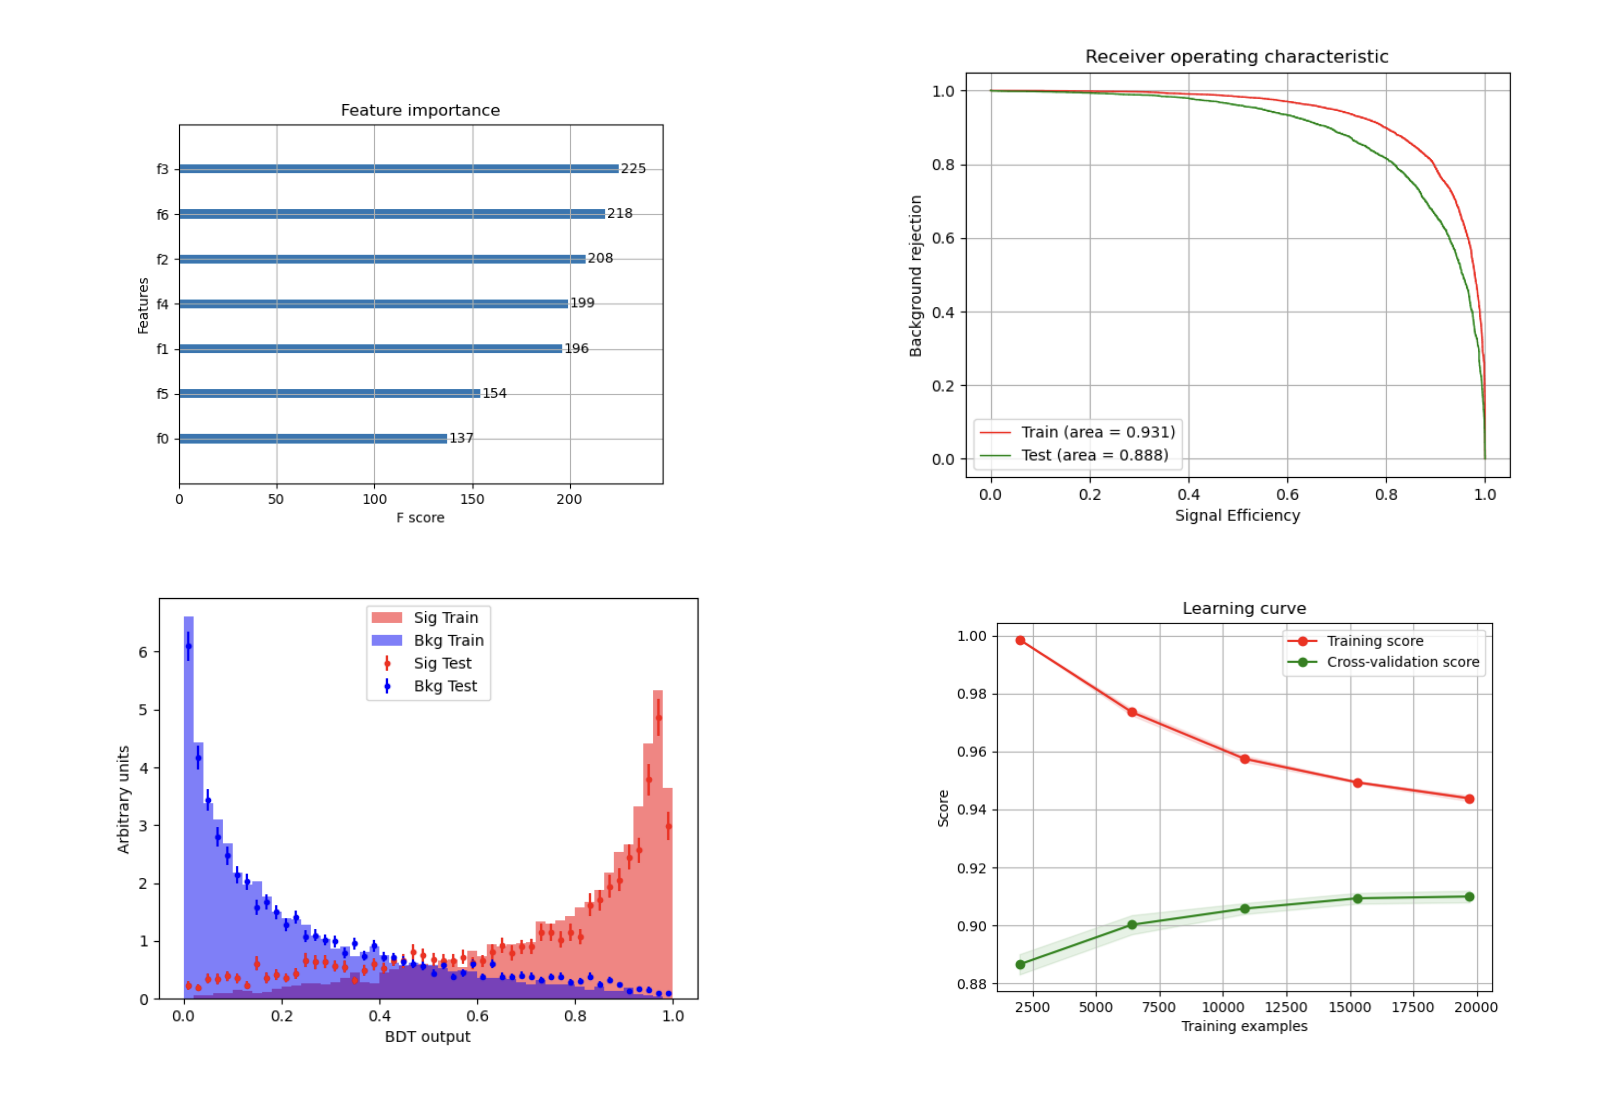 Feature importance
Features
f3
225
f6
218
f2
208
f4
199
f1
196
f5
154
f0
137
0 50 100 150 200
F score
Receiver operating characteristic
Background rejection
1.0
0.8
0.6
0.4
0.2
0.0
Train (area = 0.931)
Test (area = 0.888)
0.0 0.2 0.4 0.6 0.8 1.0
Signal Efficiency
Arbitrary units
6
5
4
3
2
1
0
Sig Train
Bkg Train
Sig Test
Bkg Test
0.0 0.2 0.4 0.6 0.8 1.0
BDT output
Learning curve
Score
1.00
0.98
0.96
0.94
0.92
0.90
0.88
Training score
Cross-validation score
2500 5000 7500 10000 12500 15000 17500 20000
Training examples